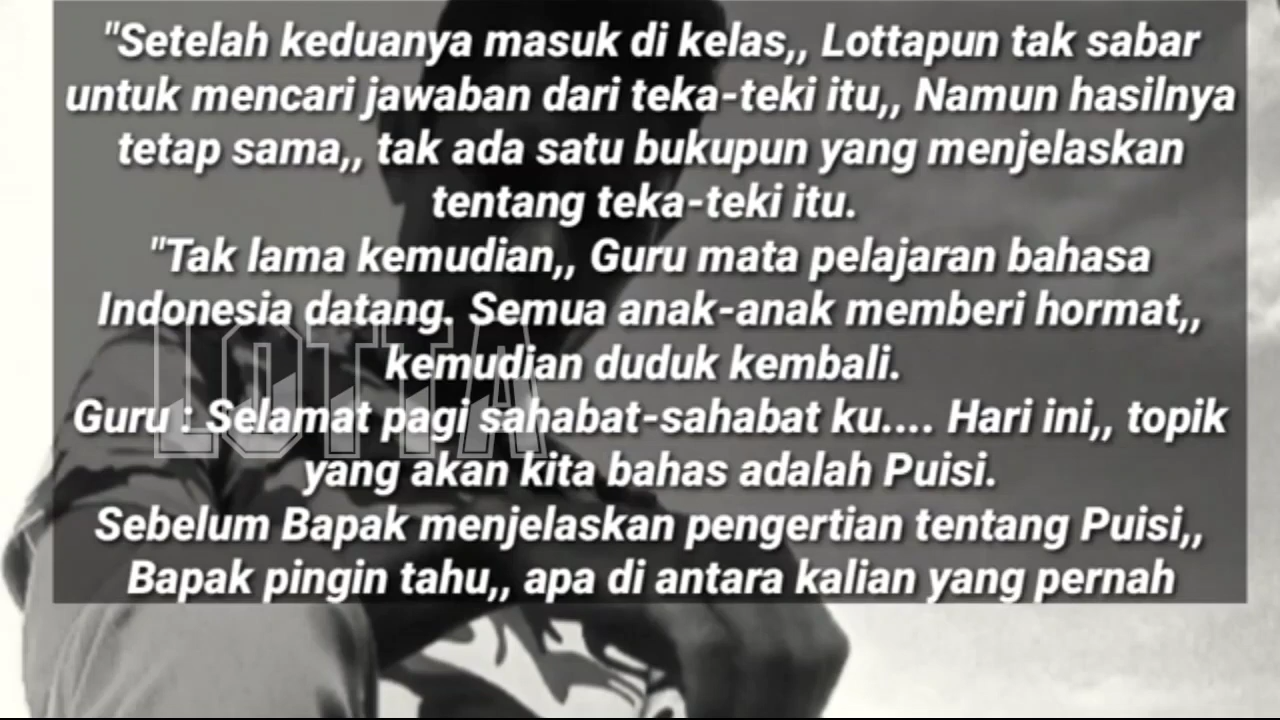 "Setelah keduanya masuk di kelas,, Lottapun tak sabar
untuk mencari jawaban dari teka-teki itu,, Namun hasilnya
tetap sama,, tak ada satu bukupun yang menjelaskan
tentang teka-teki itu.
"Tak lama kemudian,, Guru mata pelajaran bahasa
Indonesia datang. Semua anak-anak memberi hormat,,
kemudian duduk kembali.
LOTTA
Guru : Selamat pagi sahabat-sahabat ku.... Hari ini,, topik
yang akan kita bahas adalah Puisi.
Sebelum Bapak menjelaskan pengertian tentang Puisi,,
Bapak pingin tahu,, apa di antara kalian yang pernah